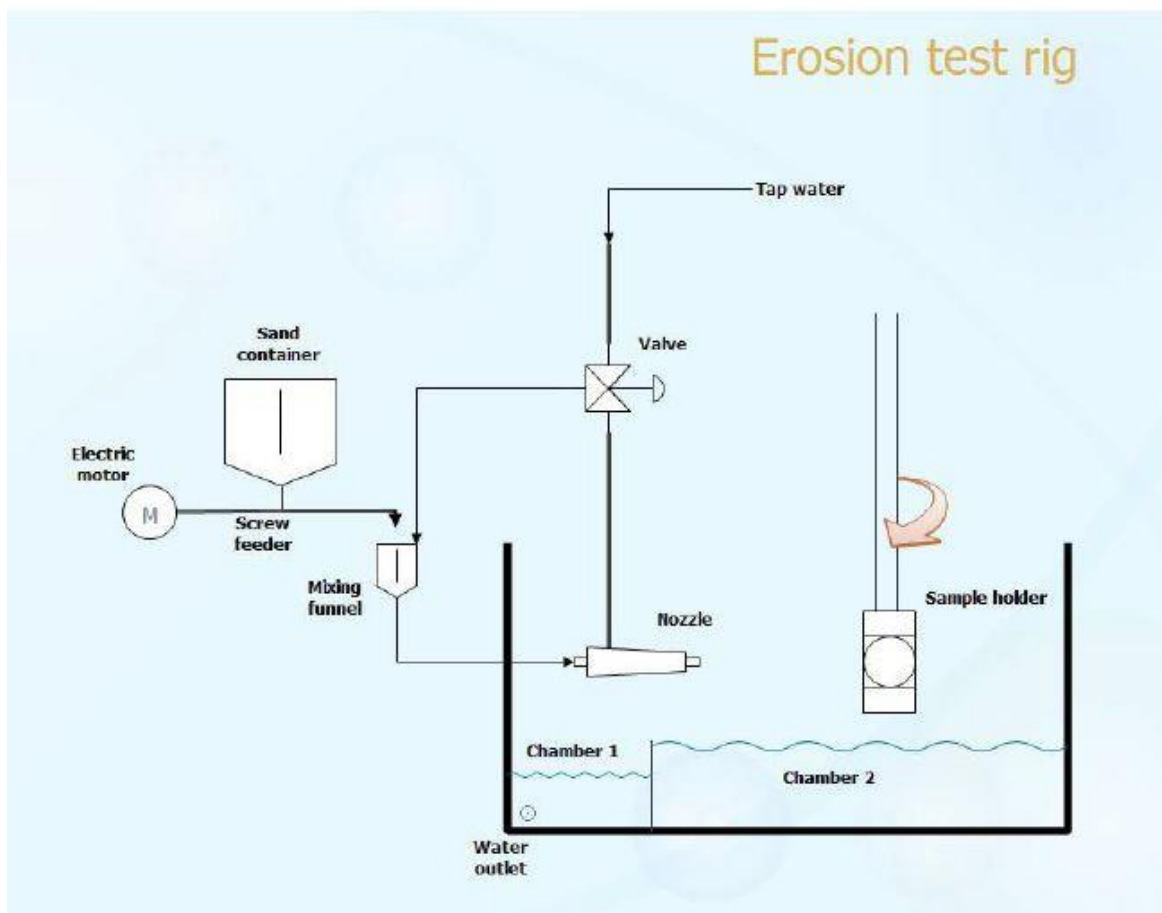 Erosion test rig
Tap water
Valve
Sand
container
Electric
motor
M
Screw
feeder
Mixing
funnel
Nozzle
Sample holder
Chamber 1
Chamber 2
Water
outlet